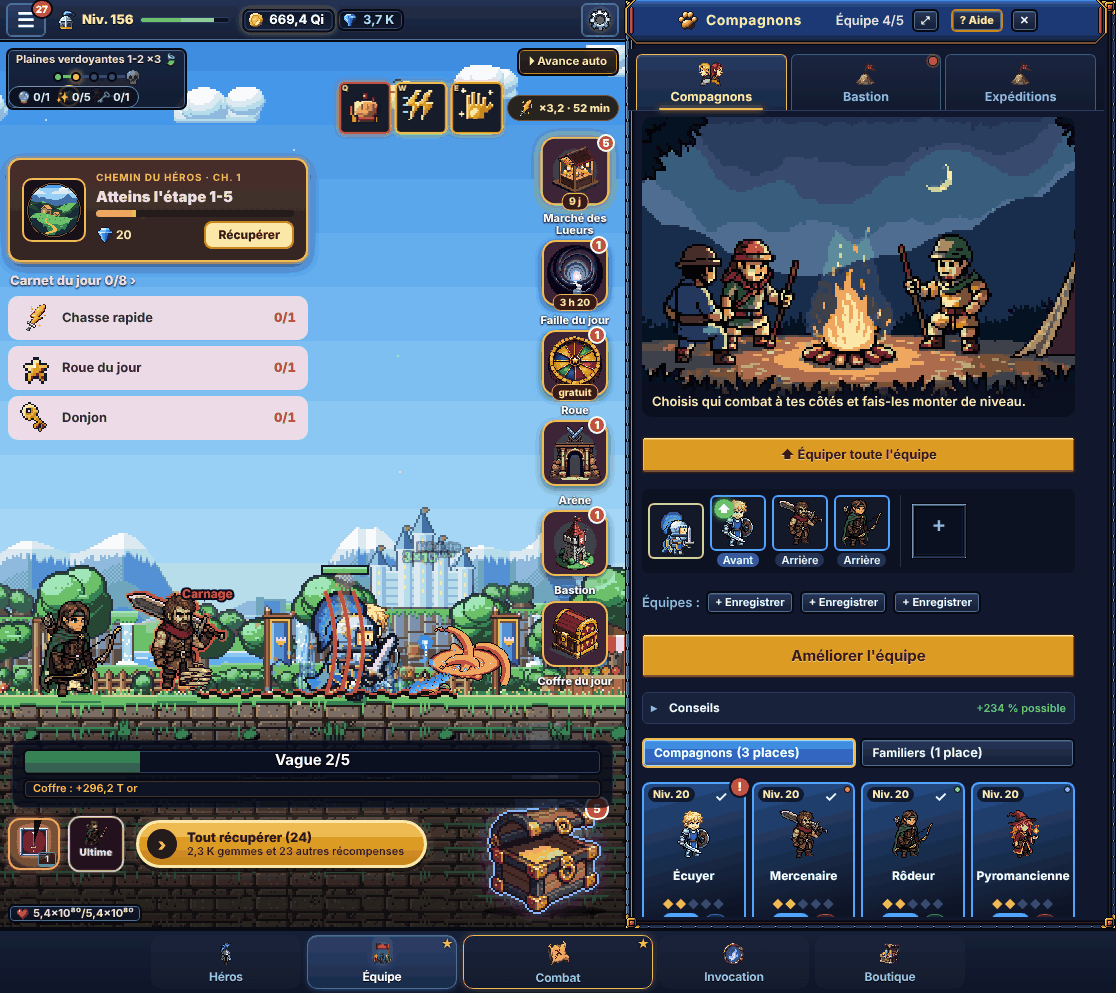 27
Niv. 156
669,4 Qi
3,7 K
Plaines verdoyantes 1-2 ×3
0/1
0/5
0/1
Avance auto
Q
W
E
×3,2 · 52 min
CHEMIN DU HÉROS · CH. 1
Atteins l'étape 1-5
20
Récupérer
Carnet du jour 0/8 ›
Chasse rapide
0/1
Roue du jour
0/1
Donjon
0/1
5
9 j
Marché des
Lueurs
1
3 h 20
Faille du jour
1
gratuit
Roue
1
Arène
1
Bastion
Coffre du jour
Carnage
Vague 2/5
Coffre : +296,2 T or
1
Ultime
Tout récupérer (24)
2,3 K gemmes et 23 autres récompenses
5
5,4×10⁸⁰/5,4×10⁸⁰
Héros
Équipe
Combat
Invocation
Boutique
Compagnons
Équipe 4/5
? Aide
×
Compagnons
Bastion
Expéditions
Choisis qui combat à tes côtés et fais-les monter de niveau.
Équiper toute l'équipe
Avant
Arrière
Arrière
+
Équipes :
+ Enregistrer
+ Enregistrer
+ Enregistrer
Améliorer l'équipe
Conseils
+234 % possible
Compagnons (3 places)
Familiers (1 place)
Niv. 20
!
Niv. 20
Niv. 20
Niv. 20
Écuyer
Mercenaire
Rôdeur
Pyromancienne